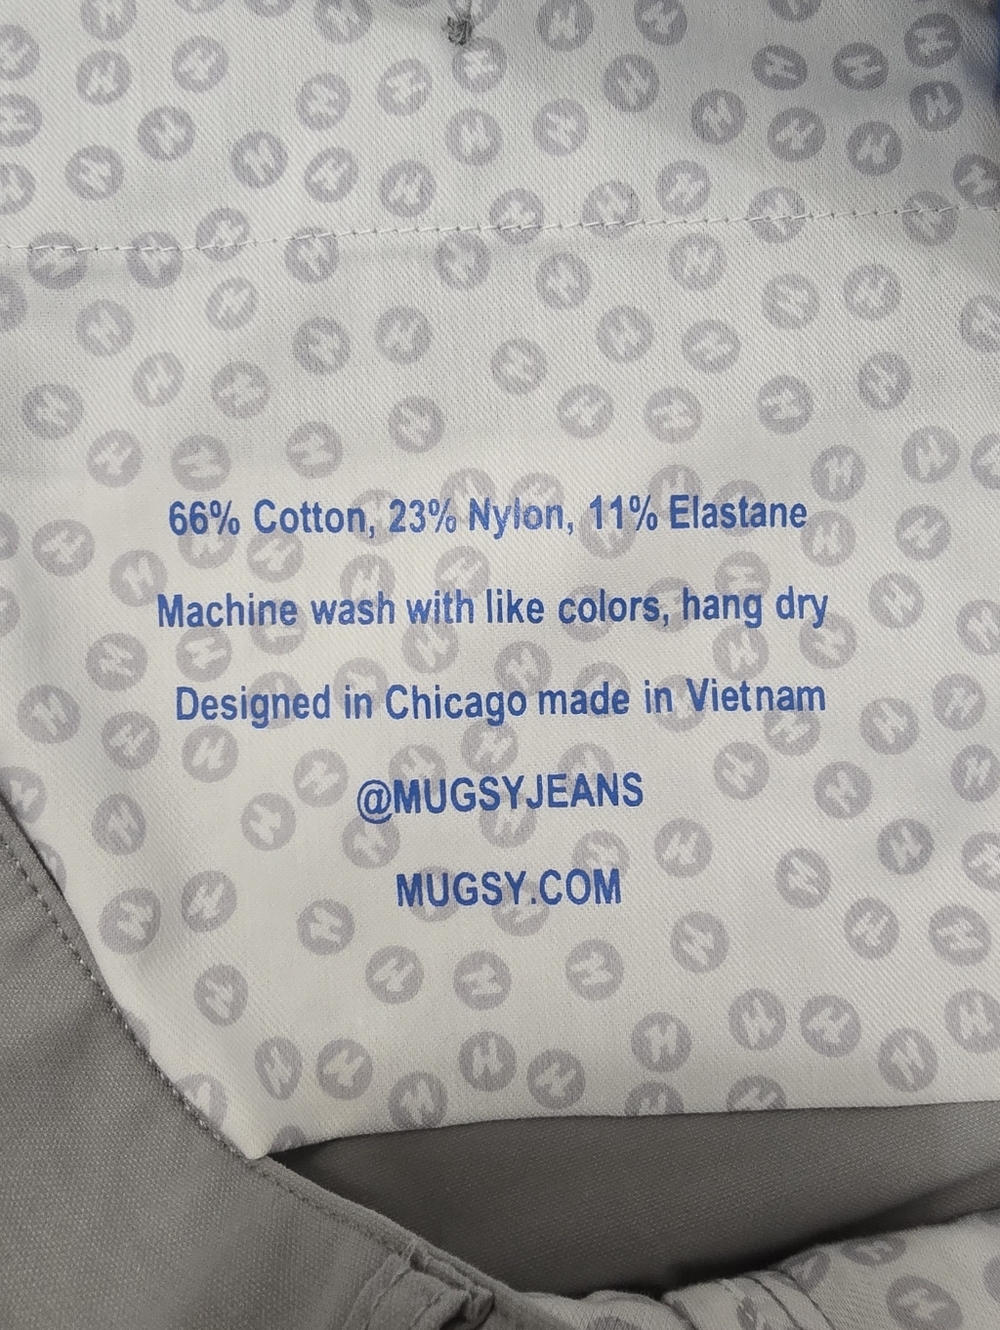 66% Cotton, 23% Nylon, 11% Elastane
Machine wash with like colors, hang dry
Designed in Chicago made in Vietnam
@MUGSYJEANS
MUGSY.COM